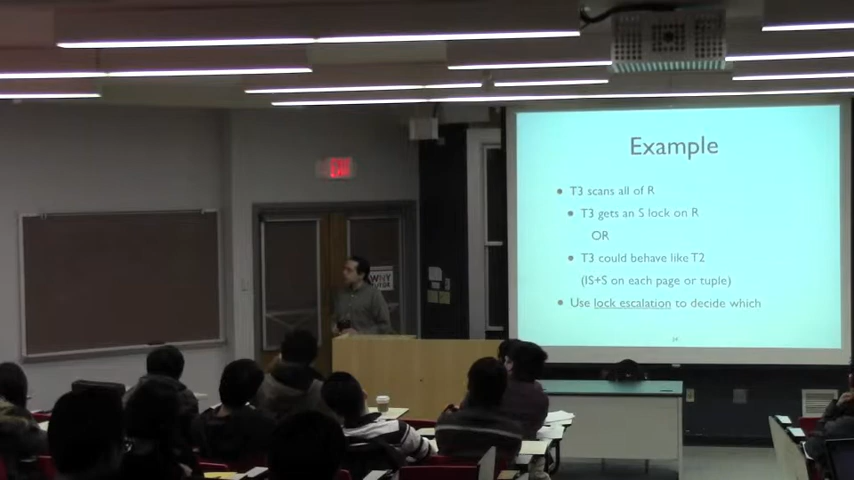 Example
• T3 scans all of R
• T3 gets an S lock on R
OR
• T3 could behave like T2
(IS+S on each page or tuple)
• Use lock escalation to decide which